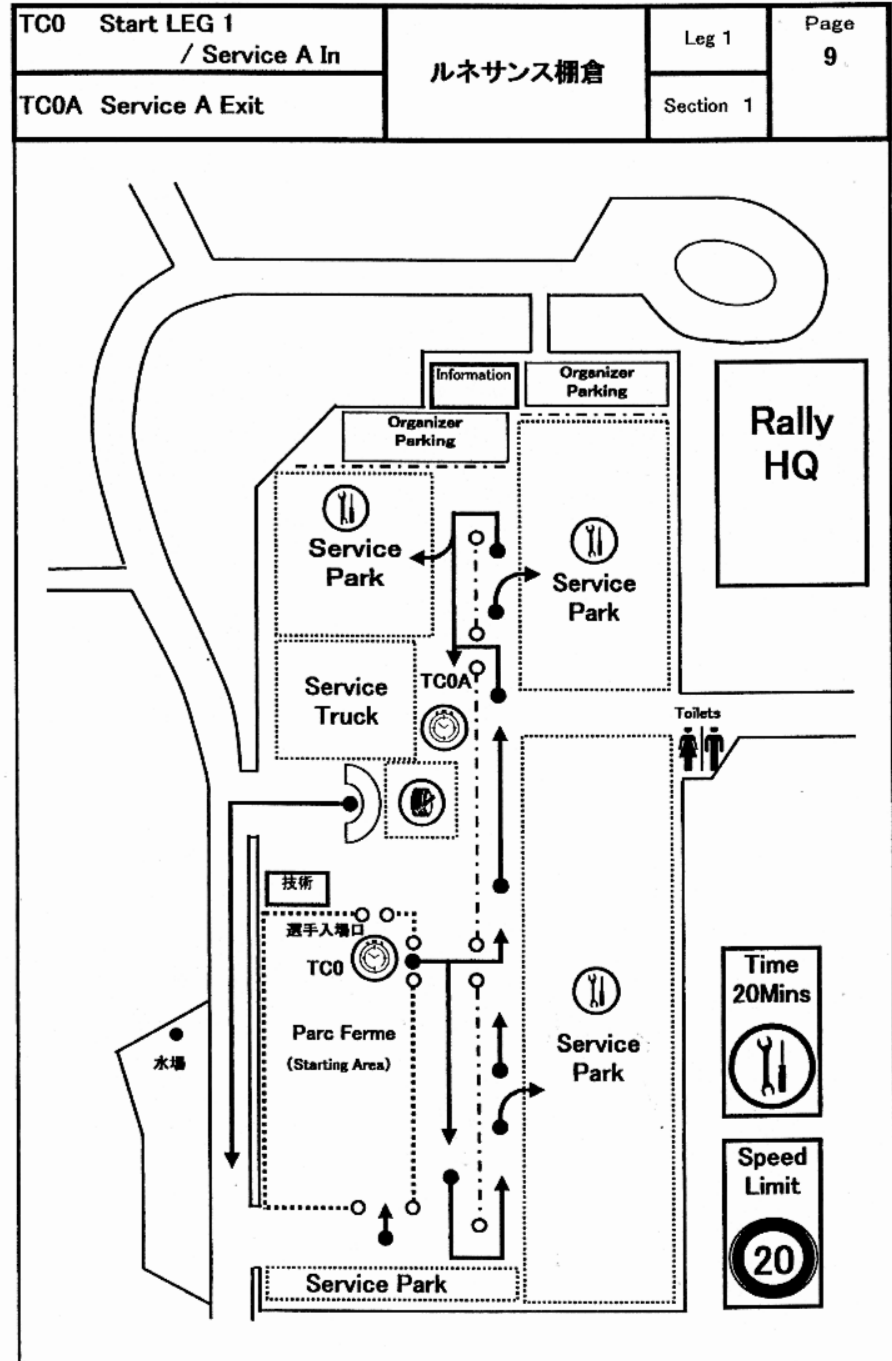 TC0 Start LEG 1
/ Service A In
TC0A Service A Exit
ルネサンス棚倉
Leg 1
Section 1
Page
9
Information
Organizer
Parking
Organizer
Parking
Rally
HQ
Service
Park
Service
Park
Service
Truck
TC0A
Toilets
技術
選手入場口
TC0
Parc Ferme
(Starting Area)
水場
Service
Park
Time
20Mins
Speed
Limit
20
Service Park